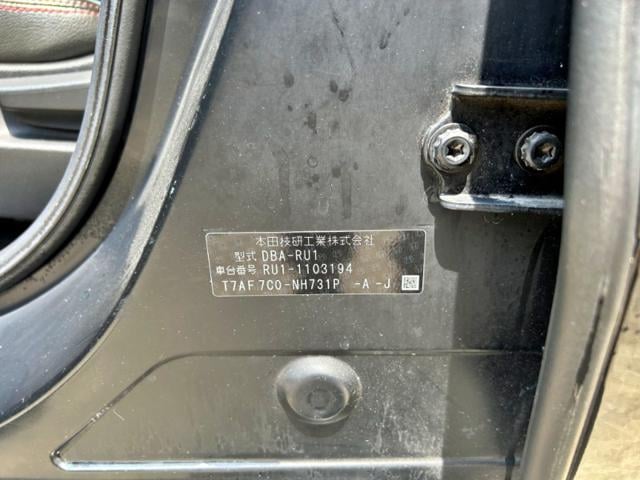 本田技研工業株式会社
型式 DBA-RU1
車台番号 RU1-1103194
T7AF7C0-NH731P -A -J